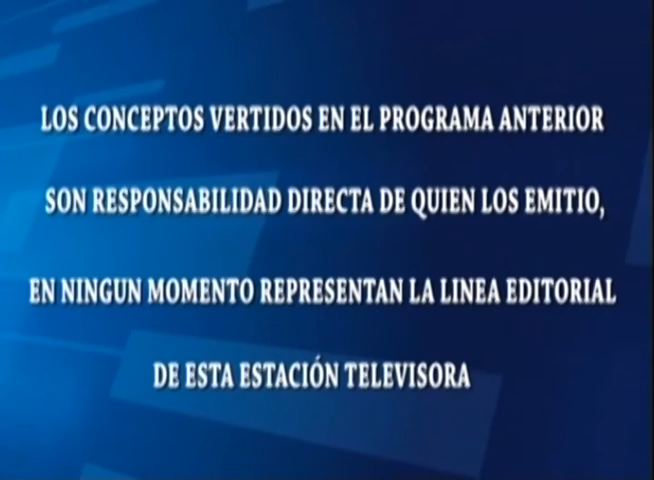 LOS CONCEPTOS VERTIDOS EN EL PROGRAMA ANTERIOR
SON RESPONSABILIDAD DIRECTA DE QUIEN LOS EMITIO,
EN NINGUN MOMENTO REPRESENTAN LA LINEA EDITORIAL
DE ESTA ESTACIÓN TELEVISORA